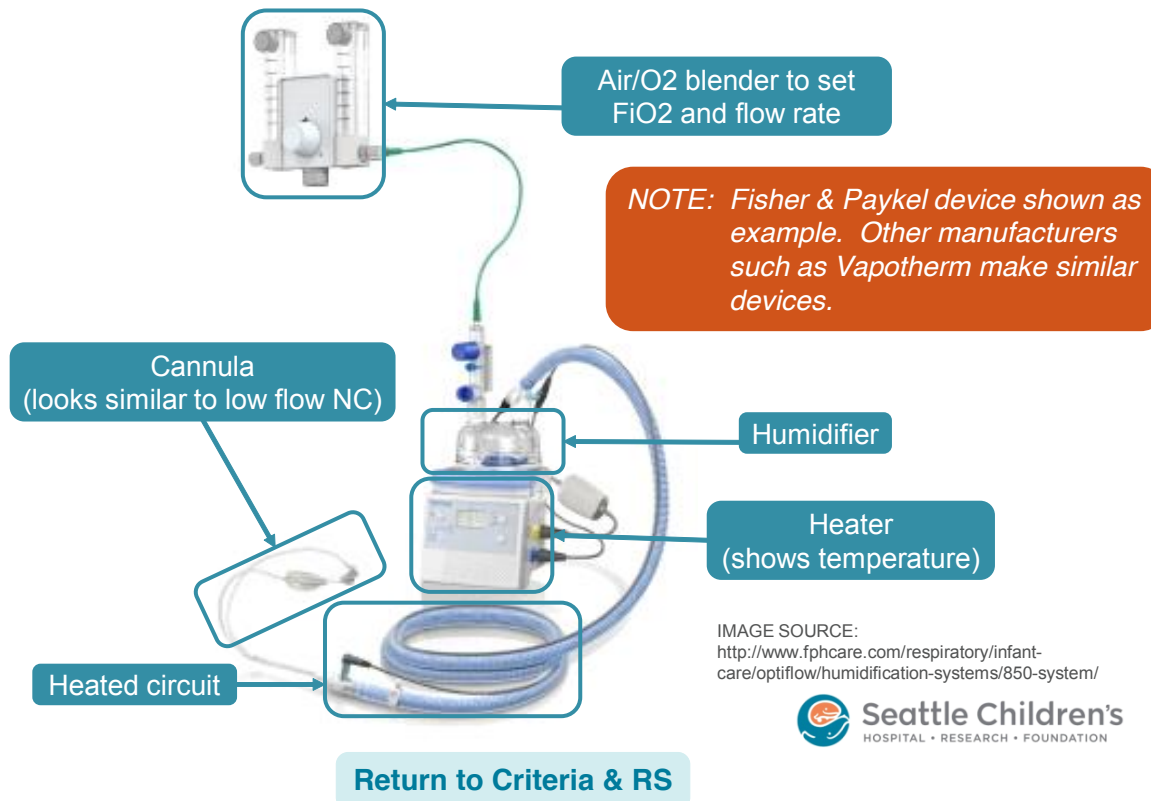 Air/O2 blender to set
FiO2 and flow rate
NOTE: Fisher & Paykel device shown as
example. Other manufacturers
such as Vapotherm make similar
devices.
Cannula
(looks similar to low flow NC)
Humidifier
Heater
(shows temperature)
IMAGE SOURCE:
http://www.fphcare.com/respiratory/infant-
care/optiflow/humidification-systems/850-system/
Heated circuit
Seattle Children's
HOSPITAL • RESEARCH • FOUNDATION
Return to Criteria & RS